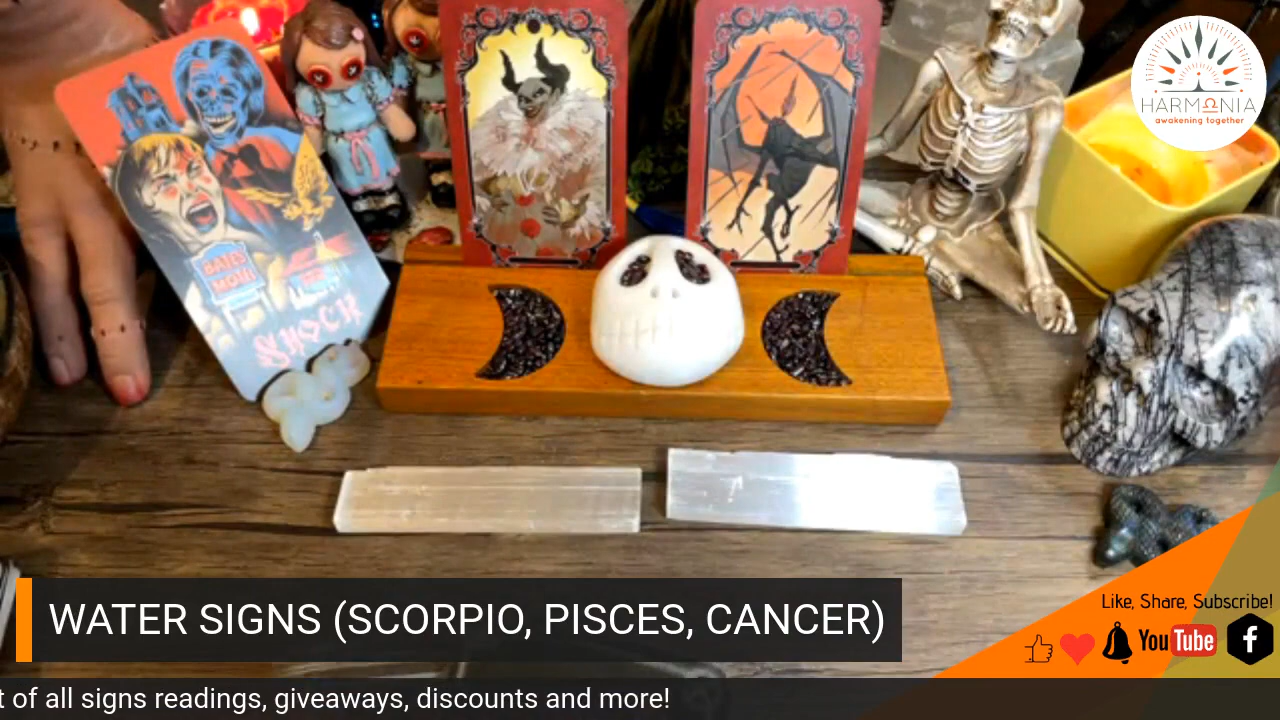 HARMONIA
awakening together
BATES
MOTEL
SHOCK
WATER SIGNS (SCORPIO, PISCES, CANCER)
Like, Share, Subscribe!
YouTube
t of all signs readings, giveaways, discounts and more!